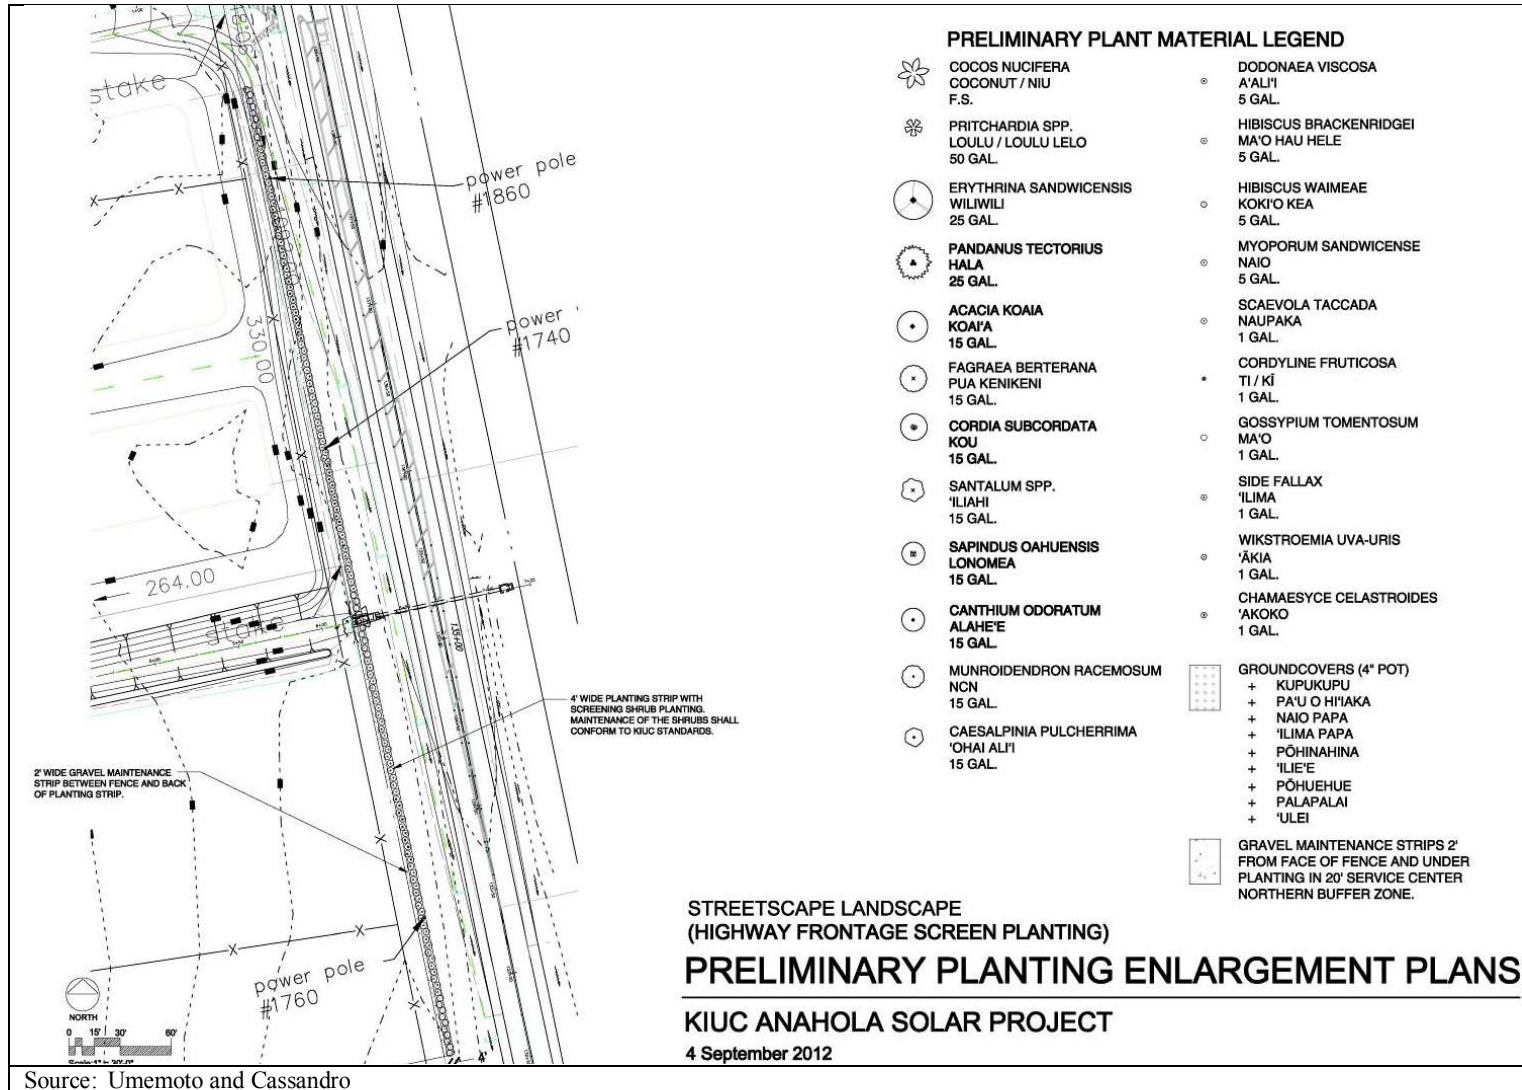 stake
18.06
power pole
#1860
330.00
power
#1740
264.00
stake
135+00
4' WIDE PLANTING STRIP WITH
SCREENING SHRUB PLANTING.
MAINTENANCE OF THE SHRUBS SHALL
CONFORM TO KIUC STANDARDS.
2' WIDE GRAVEL MAINTENANCE
STRIP BETWEEN FENCE AND BACK
OF PLANTING STRIP.
power pole
#1760
NORTH
0 15' 30' 60'
4'
PRELIMINARY PLANT MATERIAL LEGEND
COCOS NUCIFERA
COCONUT / NIU
F.S.
PRITCHARDIA SPP.
LOULU / LOULU LELO
50 GAL.
ERYTHRINA SANDWICENSIS
WILIWILI
25 GAL.
PANDANUS TECTORIUS
HALA
25 GAL.
ACACIA KOAIA
KOAI'A
15 GAL.
FAGRAEA BERTERANA
PUA KENIKENI
15 GAL.
CORDIA SUBCORDATA
KOU
15 GAL.
SANTALUM SPP.
'ILIAHI
15 GAL.
SAPINDUS OAHUENSIS
LONOMEA
15 GAL.
CANTHIUM ODORATUM
ALAHE'E
15 GAL.
MUNROIDENDRON RACEMOSUM
NCN
15 GAL.
CAESALPINIA PULCHERRIMA
'OHAI ALI'I
15 GAL.
DODONAEA VISCOSA
A'ALI'I
5 GAL.
HIBISCUS BRACKENRIDGEI
MA'O HAU HELE
5 GAL.
HIBISCUS WAIMEAE
KOKI'O KEA
5 GAL.
MYOPORUM SANDWICENSE
NAIO
5 GAL.
SCAEVOLA TACCADA
NAUPAKA
1 GAL.
CORDYLINE FRUTICOSA
TI / KĪ
1 GAL.
GOSSYPIUM TOMENTOSUM
MA'O
1 GAL.
SIDE FALLAX
'ILIMA
1 GAL.
WIKSTROEMIA UVA-URIS
'ĀKIA
1 GAL.
CHAMAESYCE CELASTROIDES
'AKOKO
1 GAL.
GROUNDCOVERS (4" POT)
+ KUPUKUPU
+ PA'U O HI'IAKA
+ NAIO PAPA
+ 'ILIMA PAPA
+ PŌHINAHINA
+ 'ILIE'E
+ PŌHUEHUE
+ PALAPALAI
+ 'ULEI
GRAVEL MAINTENANCE STRIPS 2'
FROM FACE OF FENCE AND UNDER
PLANTING IN 20' SERVICE CENTER
NORTHERN BUFFER ZONE.
STREETSCAPE LANDSCAPE
(HIGHWAY FRONTAGE SCREEN PLANTING)
PRELIMINARY PLANTING ENLARGEMENT PLANS
KIUC ANAHOLA SOLAR PROJECT
4 September 2012
Source: Umemoto and Cassandro